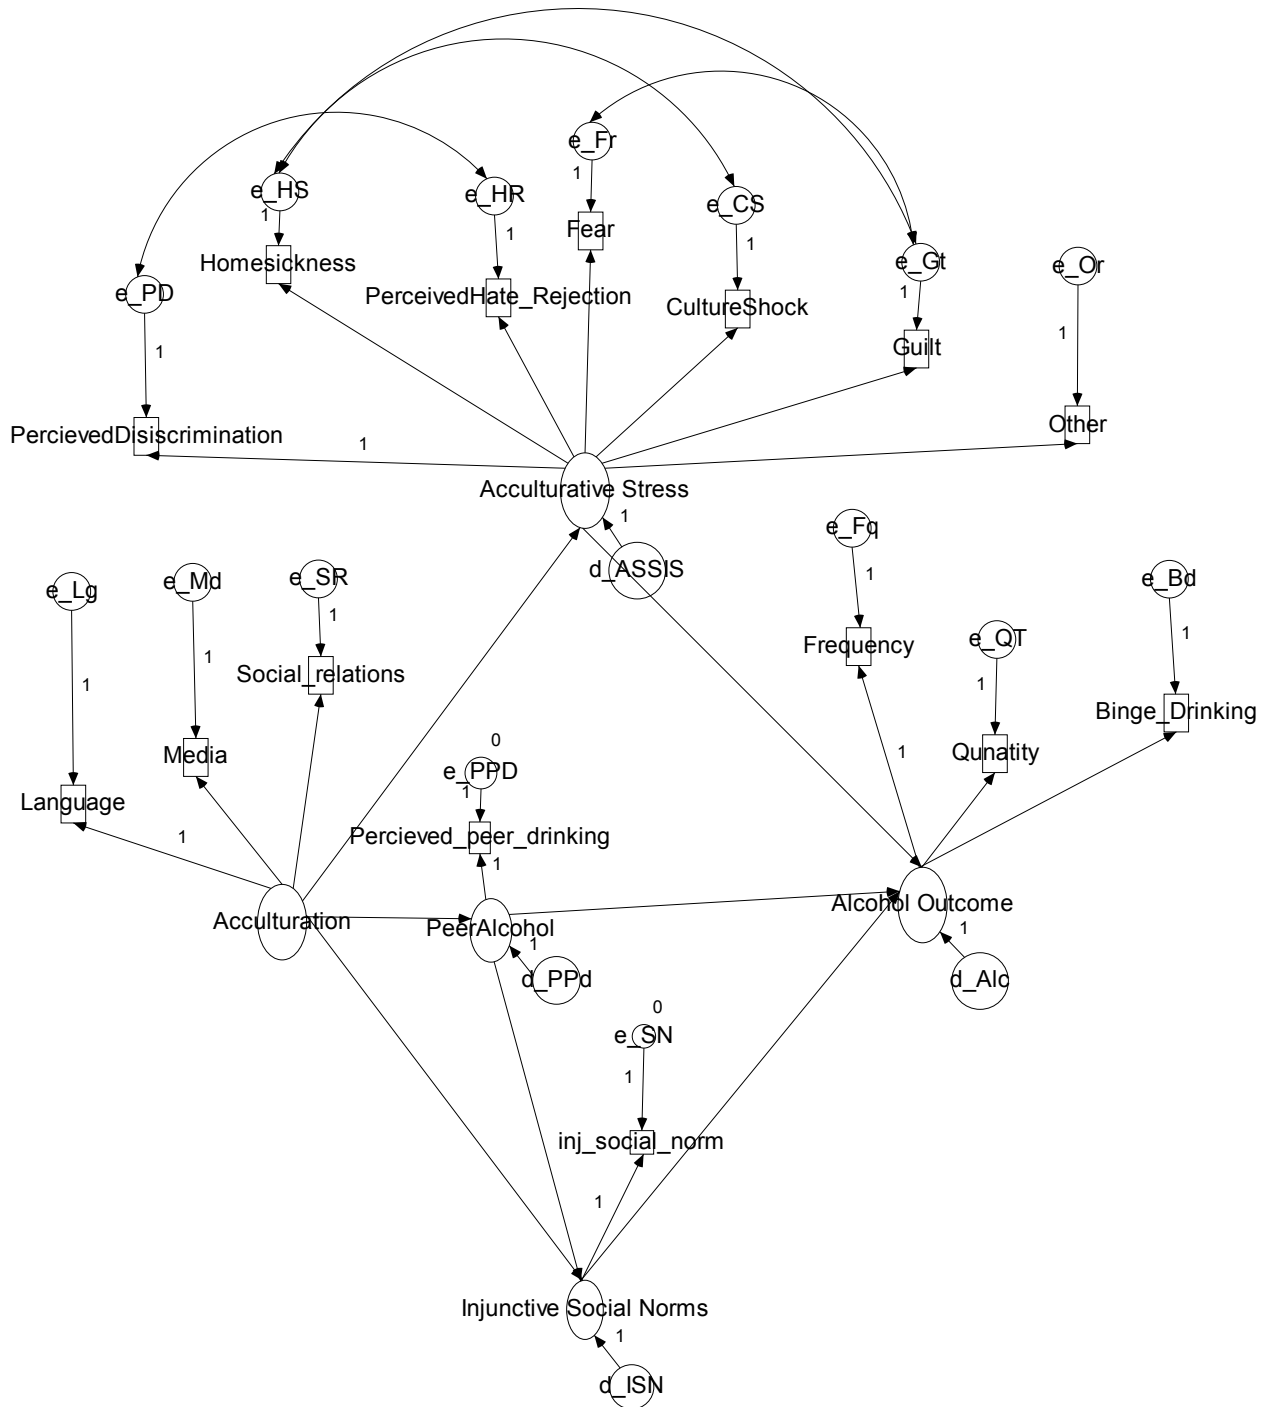 e_Fr
1
e_HS
1
e_HR
1
e_CS
1
Fear
Homesickness
PerceivedHate_Rejection
CultureShock
e_Gt
1
e_Or
1
e_PD
1
Guilt
Other
PercievedDisiscrimination
1
Acculturative Stress
1
d_ASSIS
e_Fq
1
e_Lg
1
e_Md
1
e_SR
1
e_Bd
1
Social_relations
Frequency
1
e_QT
1
Binge_Drinking
Media
Qunatity
0
e_PPD
1
Language
1
Percieved_peer_drinking
1
Acculturation
PeerAlcohol
1
d_PPd
Alcohol Outcome
1
d_Alc
0
e_SN
1
inj_social_norm
1
Injunctive Social Norms
1
d_ISN